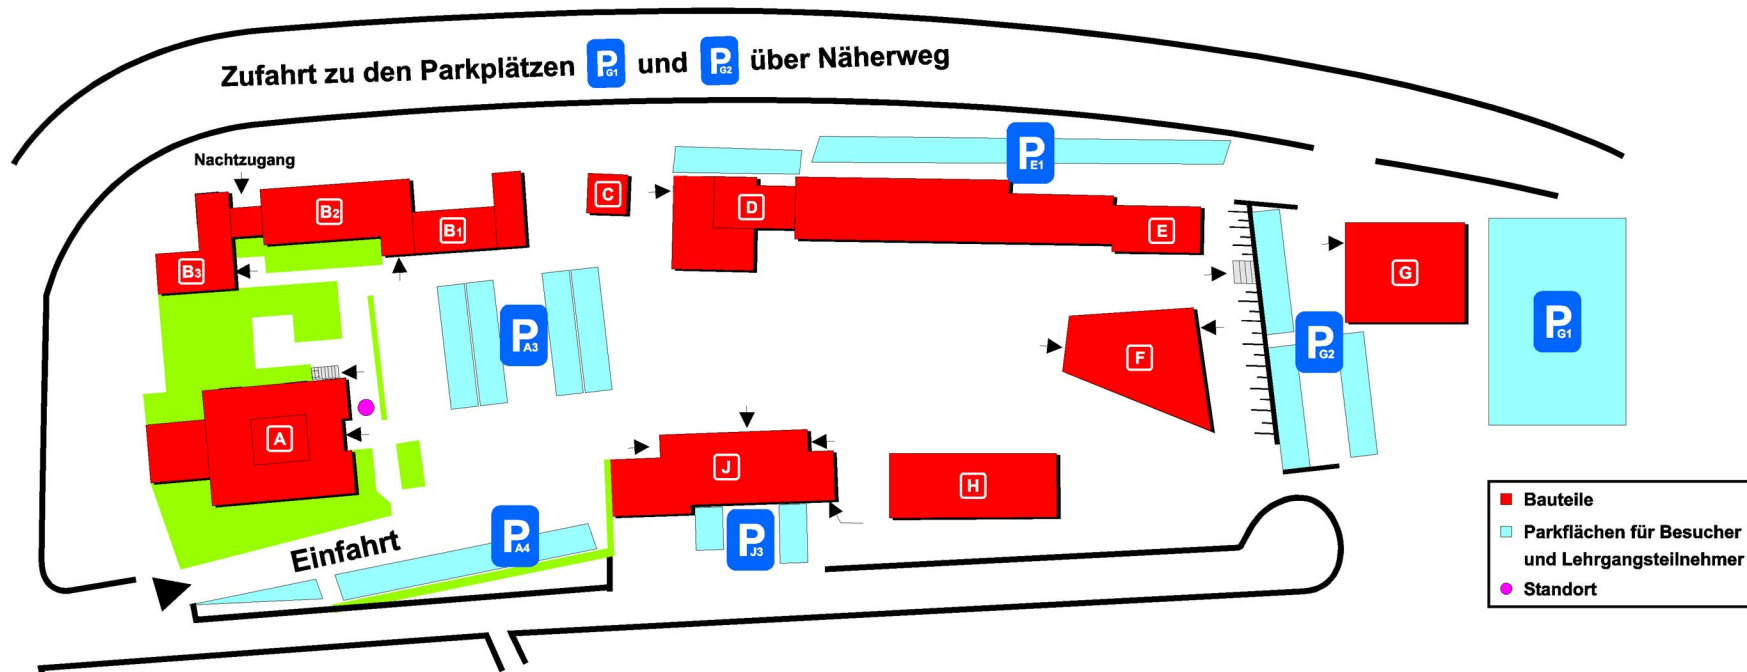 Zufahrt zu den Parkplätzen P G1 und P G2 über Näherweg
Nachtzugang
P E1
B3
B2
B1
C
D
E
G
P A3
F
P G2
P G1
A
J
H
P A4
P J3
Einfahrt
Bauteile
Parkflächen für Besucher
und Lehrgangsteilnehmer
Standort